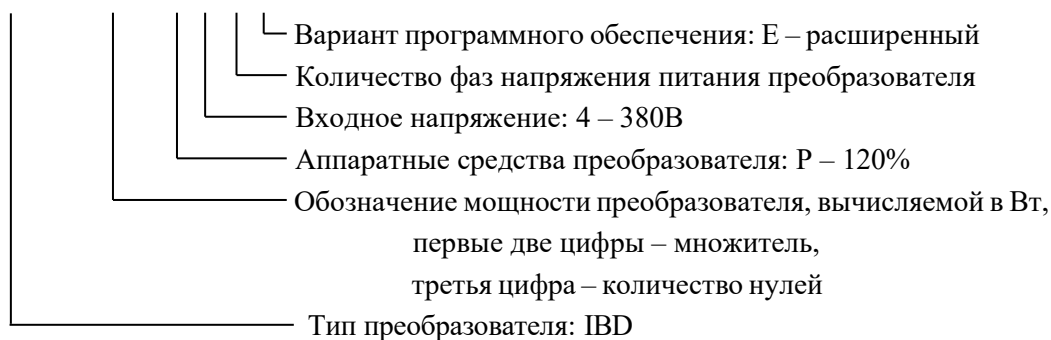 Вариант программного обеспечения: E – расширенный
Количество фаз напряжения питания преобразователя
Входное напряжение: 4 – 380В
Аппаратные средства преобразователя: P – 120%
Обозначение мощности преобразователя, вычисляемой в Вт,
первые две цифры – множитель,
третья цифра – количество нулей
Тип преобразователя: IBD